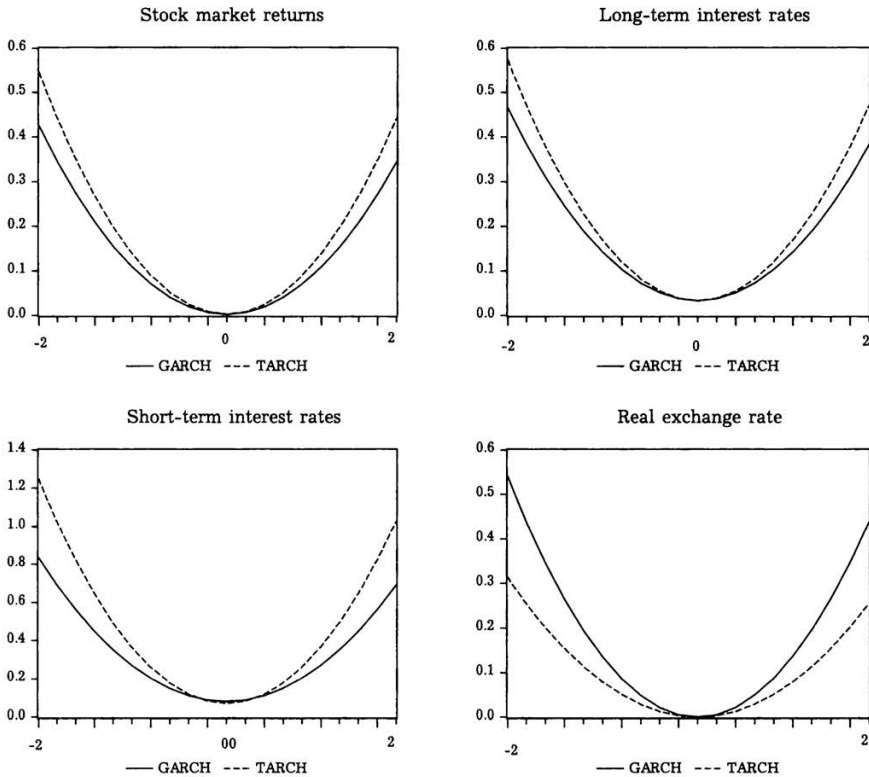 Stock market returns
0.6
0.5
0.4
0.3
0.2
0.1
0.0
-2 0 2
GARCH TARCH
Long-term interest rates
0.6
0.5
0.4
0.3
0.2
0.1
0.0
-2 0 2
GARCH TARCH
Short-term interest rates
1.4
1.2
1.0
0.8
0.6
0.4
0.2
0.0
-2 00 2
GARCH TARCH
Real exchange rate
0.6
0.5
0.4
0.3
0.2
0.1
0.0
-2 0 2
GARCH TARCH